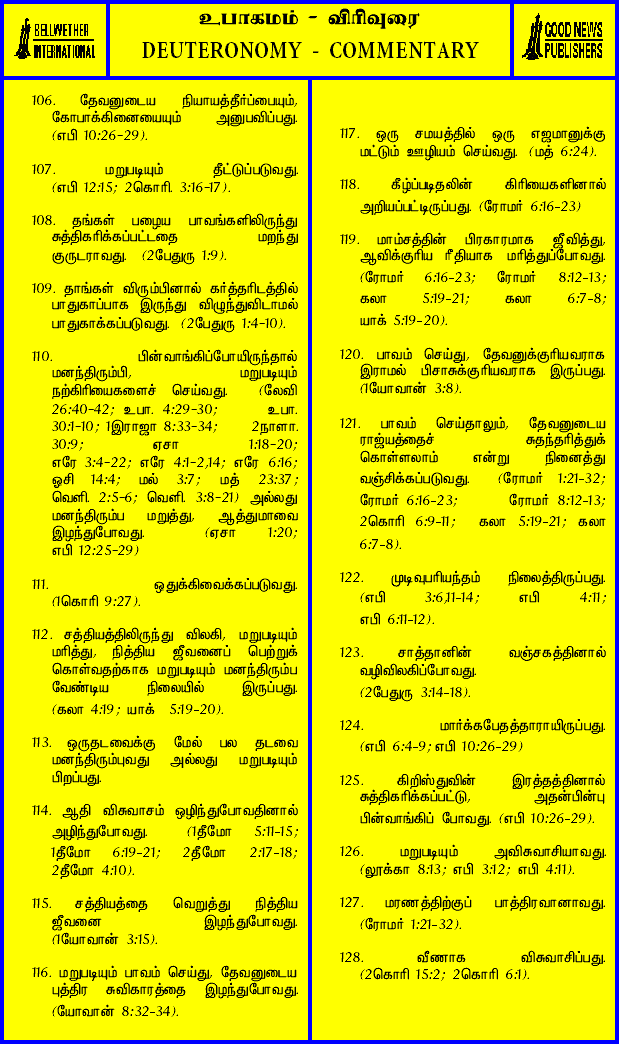 BELLWETHER
INTERNATIONAL
உபாகமம் - விரிவுரை
DEUTERONOMY - COMMENTARY
GOOD NEWS
PUBLISHERS
106. தேவனுடைய நியாயத்தீர்ப்பையும்,
கோபாக்கினையையும் அனுபவிப்பது.
(எபி 10:26-29).
107. மறுபடியும் தீட்டுப்படுவது.
(எபி 12:15; 2கொரி. 3:16-17).
108. தங்கள் பழைய பாவங்களிலிருந்து
சுத்திகரிக்கப்பட்டதை மறந்து
குருடராவது. (2பேதுரு 1:9).
109. தாங்கள் விரும்பினால் கர்த்தரிடத்தில்
பாதுகாப்பாக இருந்து விழுந்துவிடாமல்
பாதுகாக்கப்படுவது. (2பேதுரு 1:4-10).
110. பின்வாங்கிப்போயிருந்தால்
மனந்திரும்பி, மறுபடியும்
நற்கிரியைகளைச் செய்வது. (லேவி
26:40-42; உபா. 4:29-30; உபா.
30:1-10; 1இராஜா 8:33-34; 2நாளா.
30:9; ஏசா 1:18-20;
எரே 3:4-22; எரே 4:1-2,14; எரே 6:16;
ஒசி 14:4; மல் 3:7; மத் 23:37;
வெளி. 2:5-6; வெளி. 3:8-21) அல்லது
மனந்திரும்ப மறுத்து, ஆத்துமாவை
இழந்துபோவது. (ஏசா 1:20;
எபி 12:25-29)
111. ஒதுக்கிவைக்கப்படுவது.
(1கொரி 9:27).
112. சத்தியத்திலிருந்து விலகி, மறுபடியும்
மரித்து, நித்திய ஜீவனைப் பெற்றுக்
கொள்வதற்காக மறுபடியும் மனந்திரும்ப
வேண்டிய நிலையில் இருப்பது.
(கலா 4:19; யாக் 5:19-20).
113. ஒருதடவைக்கு மேல் பல தடவை
மனந்திரும்புவது அல்லது மறுபடியும்
பிறப்பது.
114. ஆதி விசுவாசம் ஒழிந்துபோவதினால்
அழிந்துபோவது. (1தீமோ 5:11-15;
1தீமோ 6:19-21; 2தீமோ 2:17-18;
2தீமோ 4:10).
115. சத்தியத்தை வெறுத்து நித்திய
ஜீவனை இழந்துபோவது.
(1யோவான் 3:15).
116. மறுபடியும் பாவம் செய்து, தேவனுடைய
புத்திர சுவிகாரத்தை இழந்துபோவது.
(யோவான் 8:32-34).
117. ஒரு சமயத்தில் ஒரு எஜமானுக்கு
மட்டும் ஊழியம் செய்வது. (மத் 6:24).
118. கீழ்ப்படிதலின் கிரியைகளினால்
அறியப்பட்டிருப்பது. (ரோமர் 6:16-23)
119. மாம்சத்தின் பிரகாரமாக ஜீவித்து,
ஆவிக்குரிய ரீதியாக மரித்துப்போவது.
(ரோமர் 6:16-23; ரோமர் 8:12-13;
கலா 5:19-21; கலா 6:7-8;
யாக் 5:19-20).
120. பாவம் செய்து, தேவனுக்குரியவராக
இராமல் பிசாசுக்குரியவராக இருப்பது.
(1யோவான் 3:8).
121. பாவம் செய்தாலும், தேவனுடைய
ராஜ்யத்தைச் சுதந்தரித்துக்
கொள்ளலாம் என்று நினைத்து
வஞ்சிக்கப்படுவது. (ரோமர் 1:21-32;
ரோமர் 6:16-23; ரோமர் 8:12-13;
2கொரி 6:9-11; கலா 5:19-21; கலா
6:7-8).
122. முடிவுபரியந்தம் நிலைத்திருப்பது.
(எபி 3:6,11-14; எபி 4:11;
எபி 6:11-12).
123. சாத்தானின் வஞ்சகத்தினால்
வழிவிலகிப்போவது.
(2பேதுரு 3:14-18).
124. மார்க்கபேதத்தாராயிருப்பது.
(எபி 6:4-9; எபி 10:26-29)
125. கிறிஸ்துவின் இரத்தத்தினால்
சுத்திகரிக்கப்பட்டு, அதன்பின்பு
பின்வாங்கிப் போவது. (எபி 10:26-29).
126. மறுபடியும் அவிசுவாசியாவது.
(லூக்கா 8:13; எபி 3:12; எபி 4:11).
127. மரணத்திற்குப் பாத்திரவானாவது.
(ரோமர் 1:21-32).
128. வீணாக விசுவாசிப்பது.
(2கொரி 15:2; 2கொரி 6:1).